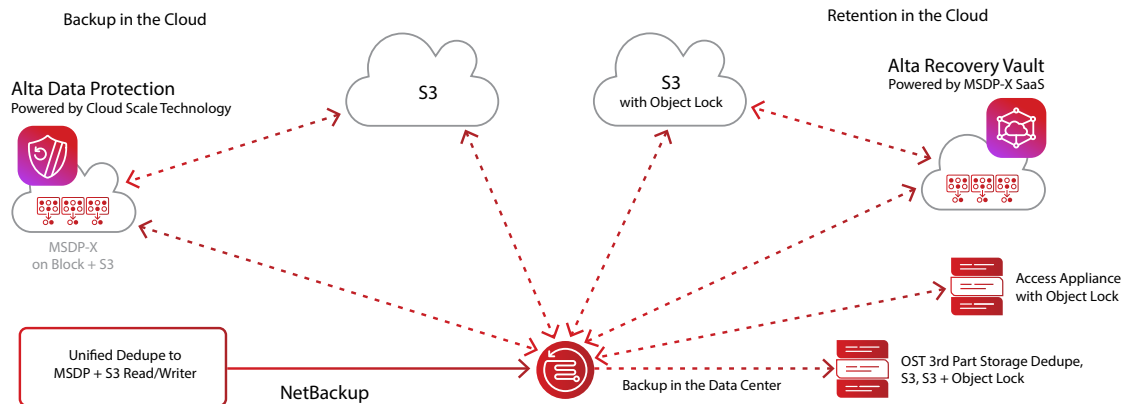 Backup in the Cloud
Retention in the Cloud
Alta Data Protection
Powered by Cloud Scale Technology
S3
S3
with Object Lock
Alta Recovery Vault
Powered by MSDP-X SaaS
MSDP-X
on Block + S3
Access Appliance
with Object Lock
Unified Dedupe to
MSDP + S3 Read/Writer
NetBackup
Backup in the Data Center
OST 3rd Part Storage Dedupe,
S3, S3 + Object Lock